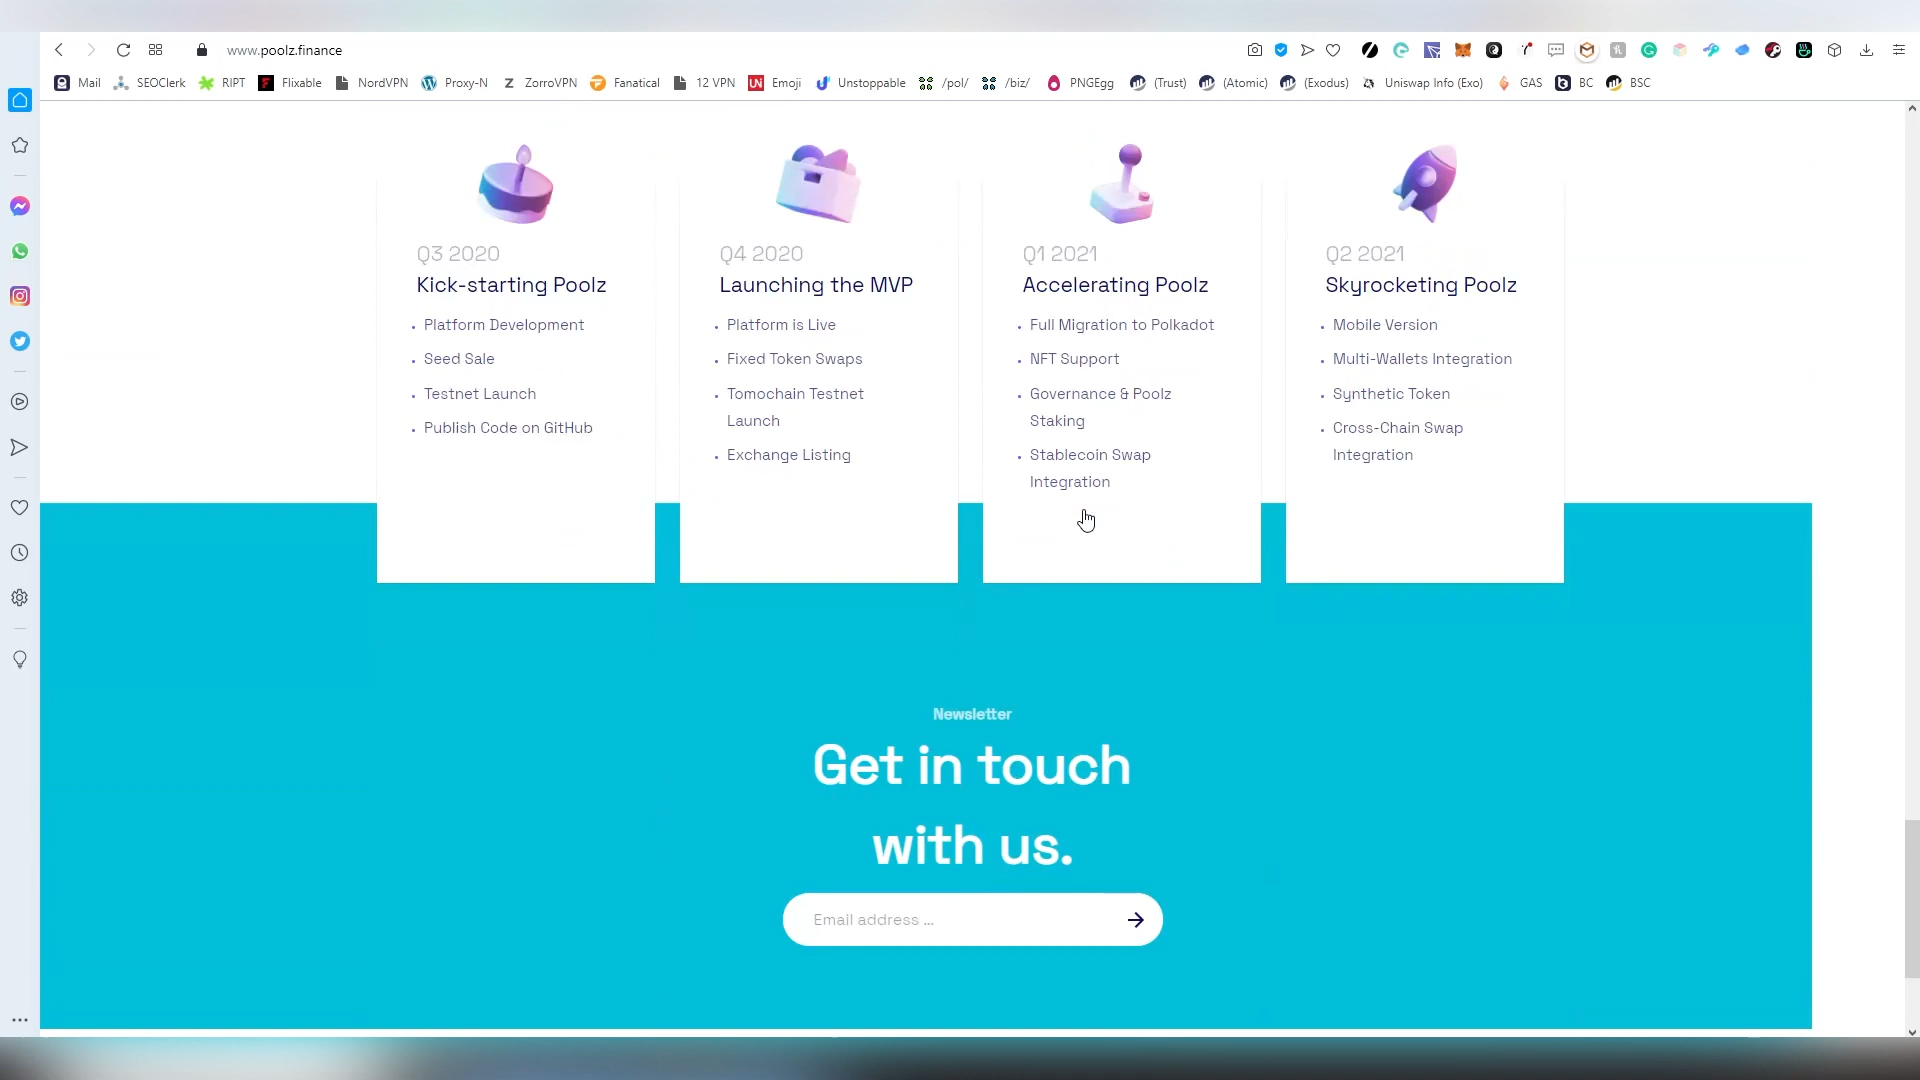 www.poolz.finance
Mail SEOClerk RIPT Flixable NordVPN Proxy-N ZorroVPN Fanatical 12 VPN Emoji Unstoppable /pol/ /biz/ PNGEgg (Trust) (Atomic) (Exodus) Uniswap Info (Exo) GAS BC BSC
Q3 2020
Kick-starting Poolz
Platform Development
Seed Sale
Testnet Launch
Publish Code on GitHub
Q4 2020
Launching the MVP
Platform is Live
Fixed Token Swaps
Tomochain Testnet
Launch
Exchange Listing
Q1 2021
Accelerating Poolz
Full Migration to Polkadot
NFT Support
Governance & Poolz
Staking
Stablecoin Swap
Integration
Q2 2021
Skyrocketing Poolz
Mobile Version
Multi-Wallets Integration
Synthetic Token
Cross-Chain Swap
Integration
Newsletter
Get in touch
with us.
Email address ...